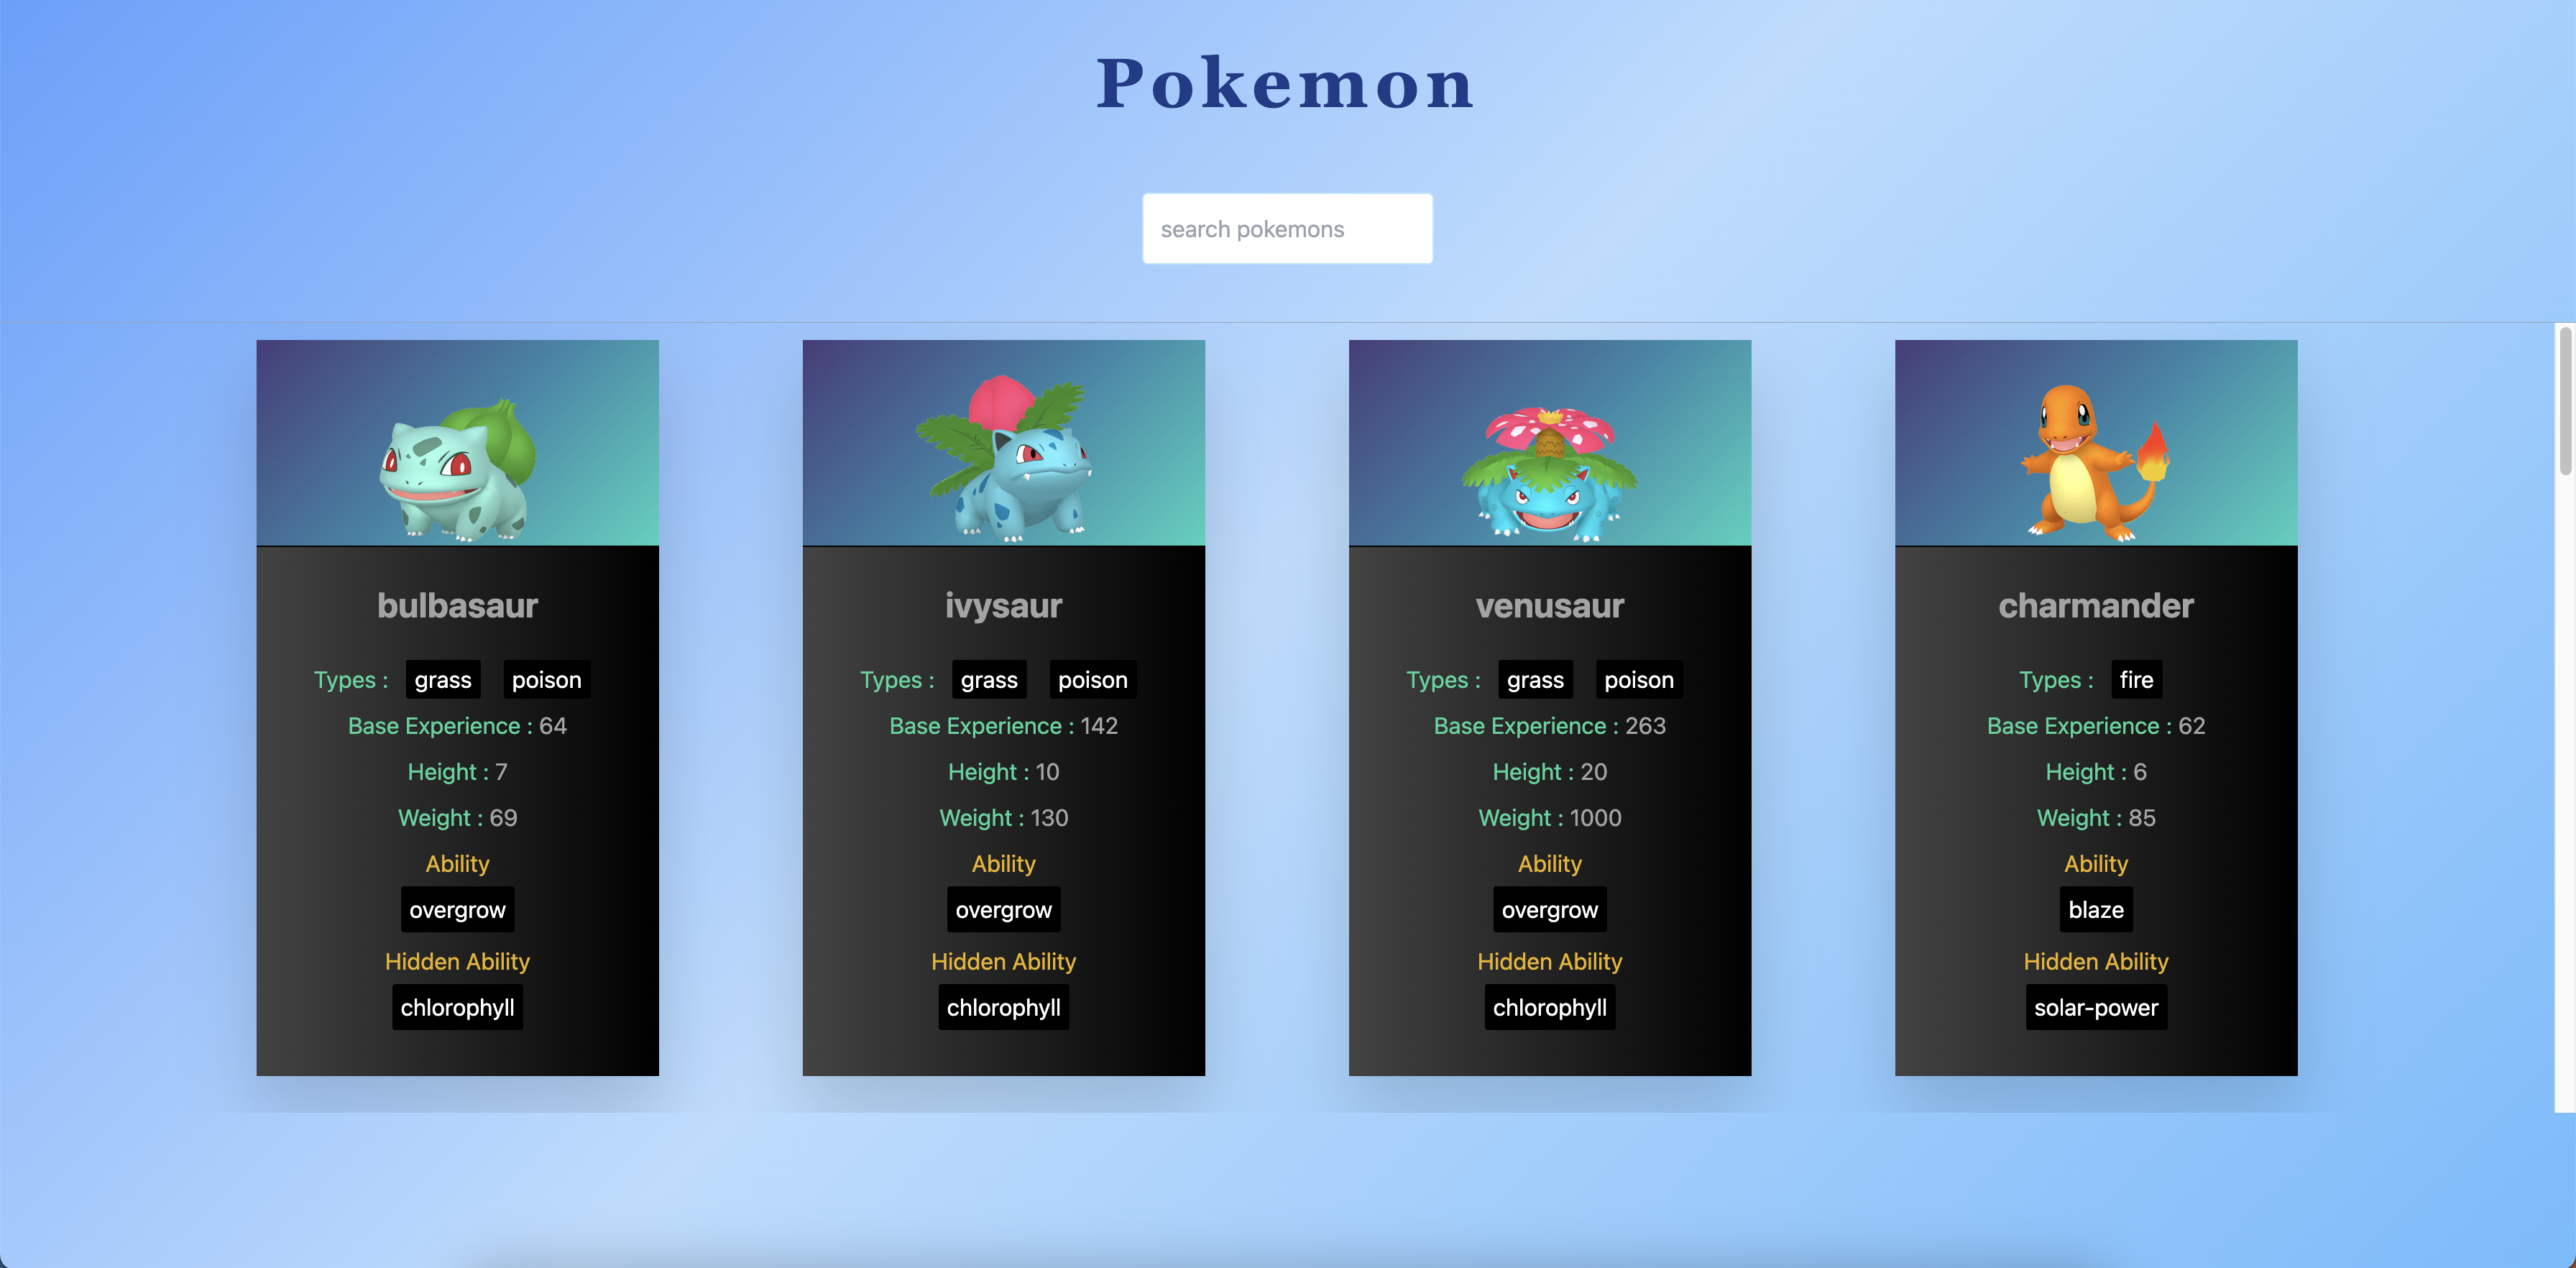 Pokemon
search pokemons
bulbasaur
Types : grass poison
Base Experience : 64
Height : 7
Weight : 69
Ability
overgrow
Hidden Ability
chlorophyll
ivysaur
Types : grass poison
Base Experience : 142
Height : 10
Weight : 130
Ability
overgrow
Hidden Ability
chlorophyll
venusaur
Types : grass poison
Base Experience : 263
Height : 20
Weight : 1000
Ability
overgrow
Hidden Ability
chlorophyll
charmander
Types : fire
Base Experience : 62
Height : 6
Weight : 85
Ability
blaze
Hidden Ability
solar-power